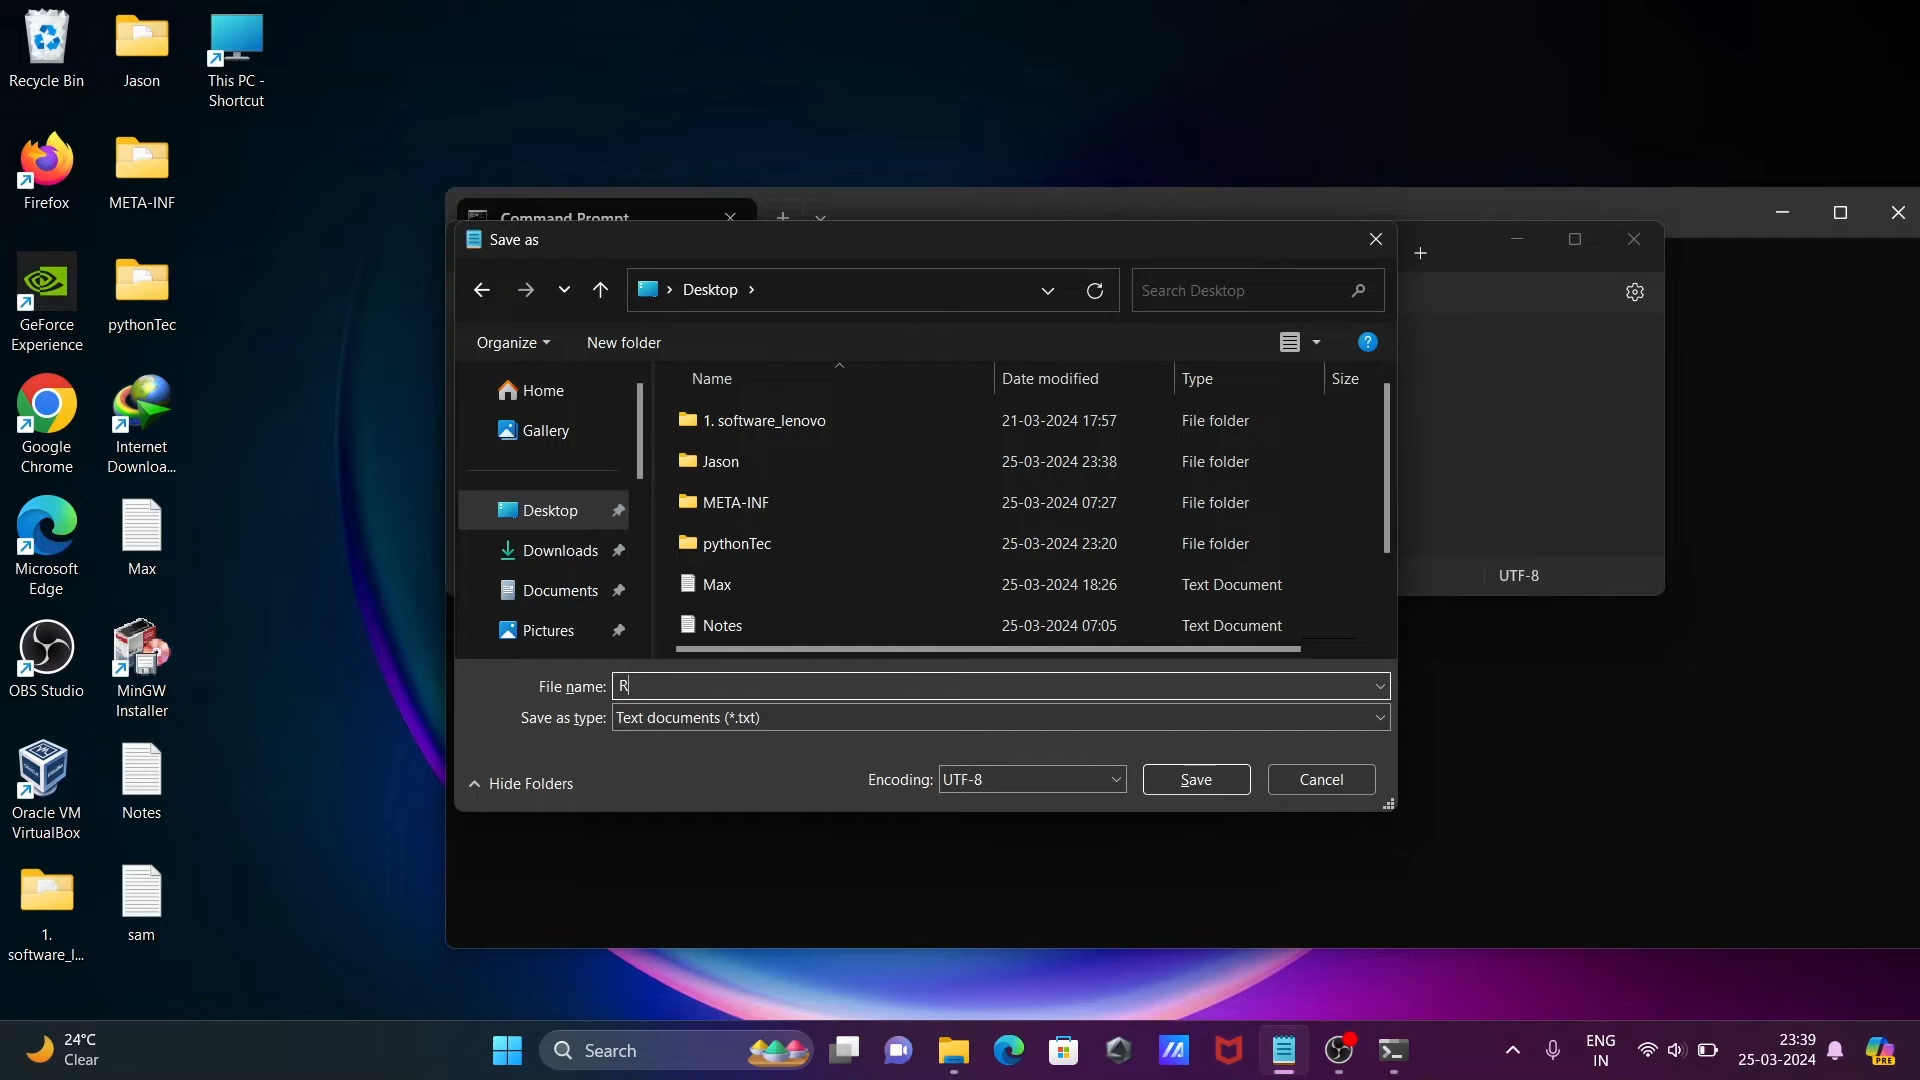 Recycle Bin
Jason
This PC -
Shortcut
Firefox
META-INF
GeForce
Experience
pythonTec
Google
Chrome
Internet
Downloa...
Microsoft
Edge
Max
OBS Studio
MinGW
Installer
Oracle VM
VirtualBox
Notes
1.
software_l...
sam
Command Prompt
Save as
Desktop
Search Desktop
Organize
New folder
Home
Gallery
Desktop
Downloads
Documents
Pictures
Name Date modified Type Size
1. software_lenovo 21-03-2024 17:57 File folder
Jason 25-03-2024 23:38 File folder
META-INF 25-03-2024 07:27 File folder
pythonTec 25-03-2024 23:20 File folder
Max 25-03-2024 18:26 Text Document
Notes 25-03-2024 07:05 Text Document
File name: R
Save as type: Text documents (*.txt)
Hide Folders
Encoding: UTF-8
Save
Cancel
UTF-8
24°C
Clear
Search
ENG
IN
23:39
25-03-2024
PRE